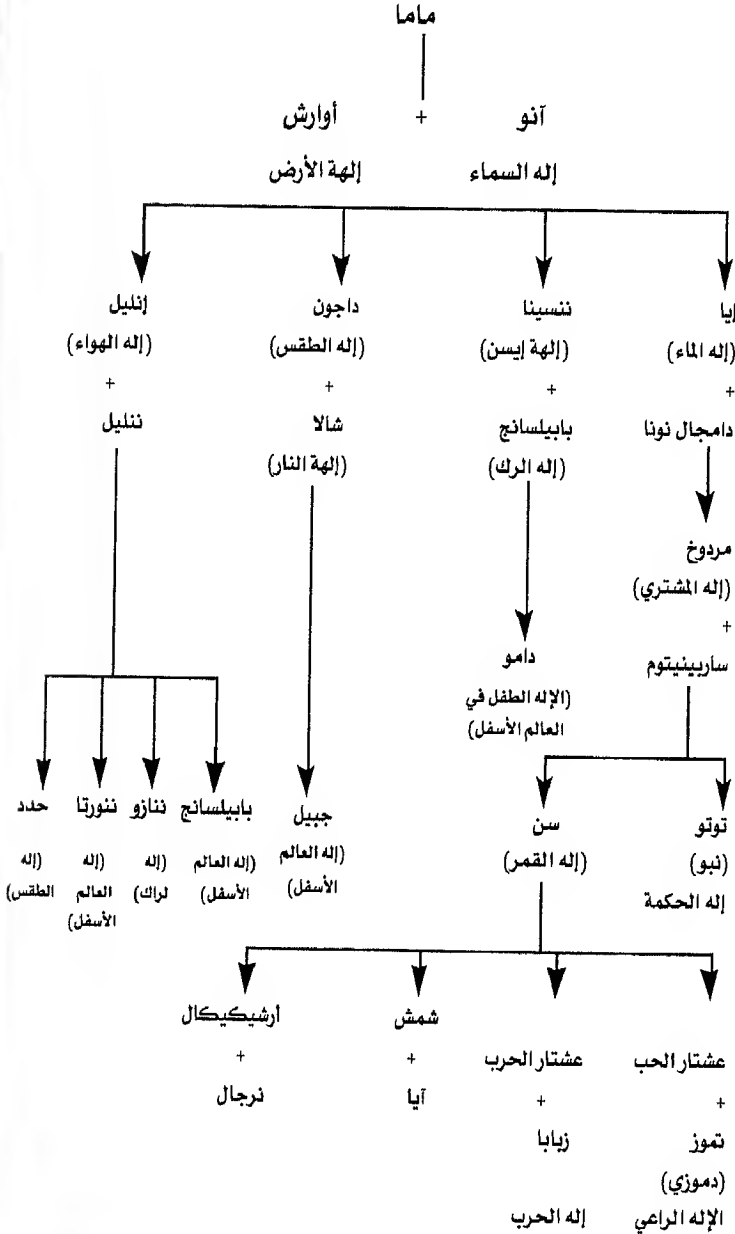 ماما
آنو + أوارش
إله السماء إلهة الأرض
إيا ننسينا داجون إنليل
(إله الماء) (إلهة إيسن) (إله الطقس) (إله الهواء)
+ + + +
دامجال نونا بابيلسانج شالا ننليل
(إله الرك) (إلهة النار)
مردوخ
(إله المشتري)
+
ساربينيتوم دامو
(الإله الطفل في
العالم الأسفل)
توتو سن جبيل بابيلسانج ننازو ننورتا حدد
(نبو) (إله القمر) (إله العالم (إله العالم (إله (إله (إله
إله الحكمة الأسفل) الأسفل) لراك) العالم الطقس)
الأسفل)
شمش أرشيكيكال
عشتار الحب عشتار الحرب + +
+ + آيا نرجال
تموز زبابا
(دموزي)
الإله الراعي إله الحرب